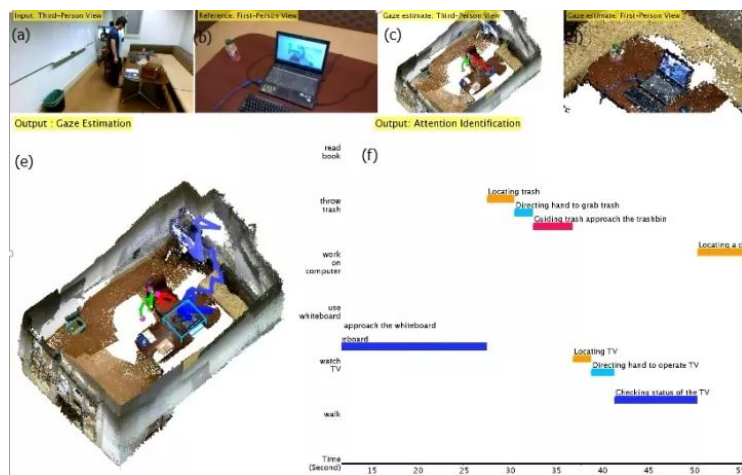 Input: Third-Person View
Reference: First-Person View
Gaze estimate: Third-Person View
Gaze estimate: First-Person View
(a)
(b)
(c)
(d)
Output : Gaze Estimation
Output: Attention Identification
(e)
(f)
read
book
Locating trash
throw
trash
Directing hand to grab trash
Guiding trash approach the trashbin
Locating a c
work
on
computer
use
whiteboard
approach the whiteboard
teboard
watch
TV
Locating TV
Directing hand to operate TV
Checking status of the TV
walk
Time
(Second)
15
20
25
30
35
40
45
50
55